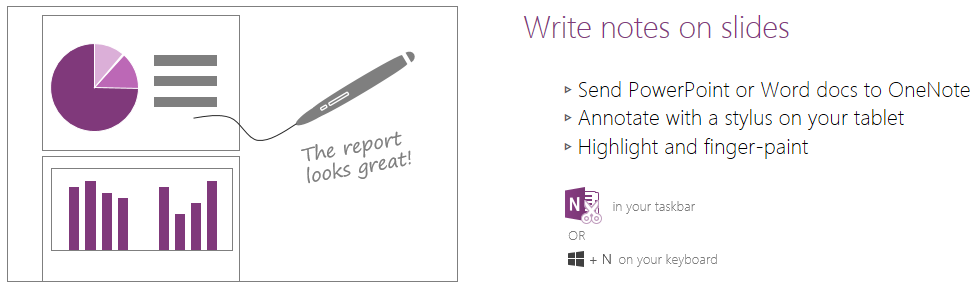 Write notes on slides
Send PowerPoint or Word docs to OneNote
Annotate with a stylus on your tablet
Highlight and finger-paint
The report
looks great!
N in your taskbar
OR
+ N on your keyboard